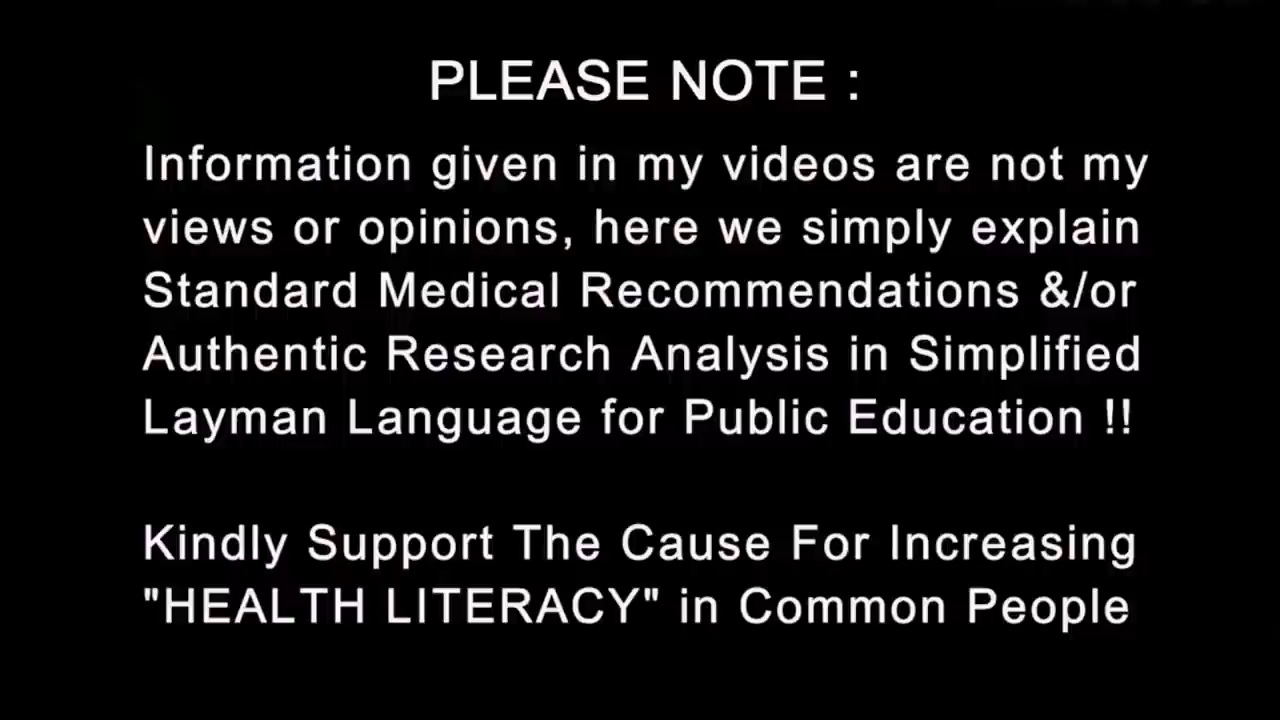 PLEASE NOTE :
Information given in my videos are not my
views or opinions, here we simply explain
Standard Medical Recommendations &/or
Authentic Research Analysis in Simplified
Layman Language for Public Education !!
Kindly Support The Cause For Increasing
"HEALTH LITERACY" in Common People